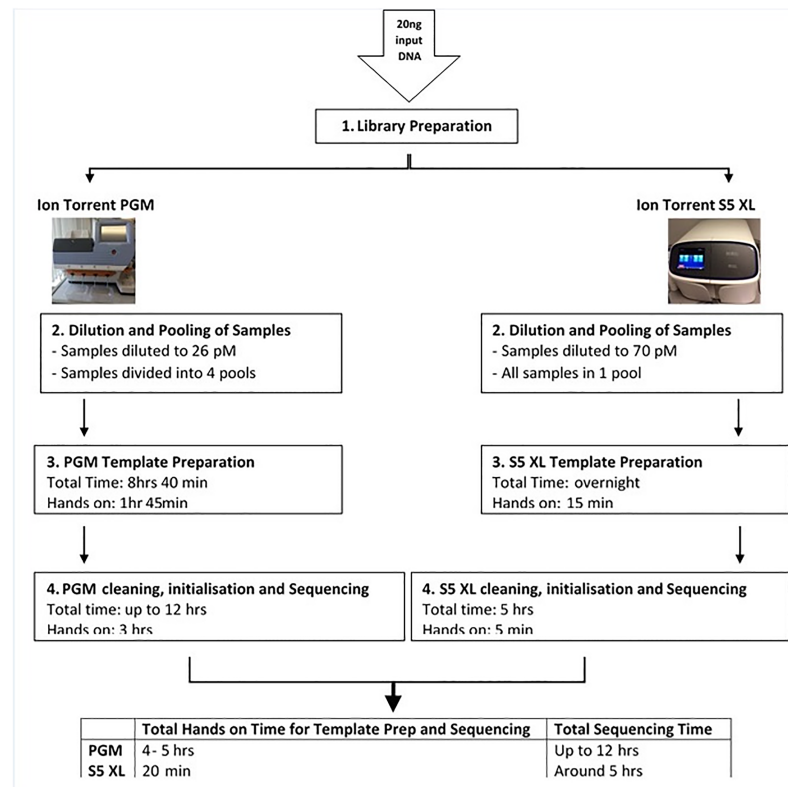 20ng
input
DNA
1. Library Preparation
Ion Torrent PGM
Ion Torrent S5 XL
2. Dilution and Pooling of Samples
- Samples diluted to 26 pM
- Samples divided into 4 pools
2. Dilution and Pooling of Samples
- Samples diluted to 70 pM
- All samples in 1 pool
3. PGM Template Preparation
Total Time: 8hrs 40 min
Hands on: 1hr 45min
3. S5 XL Template Preparation
Total Time: overnight
Hands on: 15 min
4. PGM cleaning, initialisation and Sequencing
Total time: up to 12 hrs
Hands on: 3 hrs
4. S5 XL cleaning, initialisation and Sequencing
Total time: 5 hrs
Hands on: 5 min
Total Hands on Time for Template Prep and Sequencing Total Sequencing Time
PGM 4- 5 hrs Up to 12 hrs
S5 XL 20 min Around 5 hrs